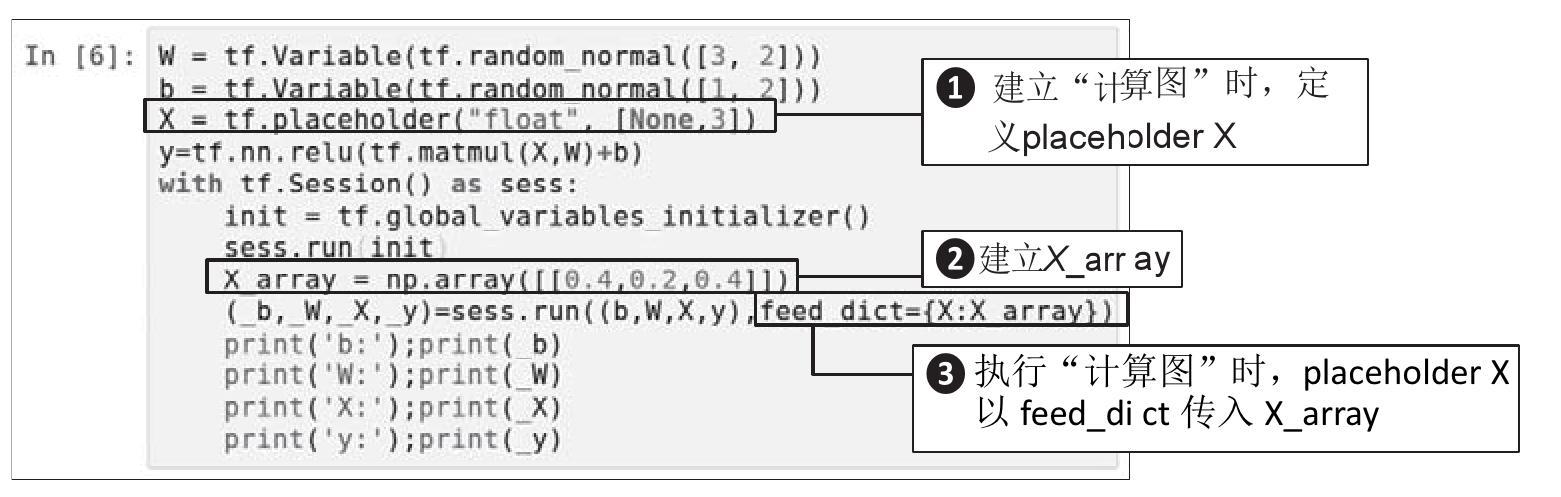 In [6]:
W = tf.Variable(tf.random_normal([3, 2]))
b = tf.Variable(tf.random_normal([1, 2]))
X = tf.placeholder("float", [None,3])
y=tf.nn.relu(tf.matmul(X,W)+b)
with tf.Session() as sess:
    init = tf.global_variables_initializer()
    sess.run(init)
    X_array = np.array([[0.4,0.2,0.4]])
    (_b,_W,_X,_y)=sess.run((b,W,X,y),feed_dict={X:X_array})
    print('b:');print(_b)
    print('W:');print(_W)
    print('X:');print(_X)
    print('y:');print(_y)
❶ 建立“计算图”时，定
义placeholder X
❷建立X_arr ay
❸ 执行“计算图”时，placeholder X
以 feed_di ct 传入 X_array